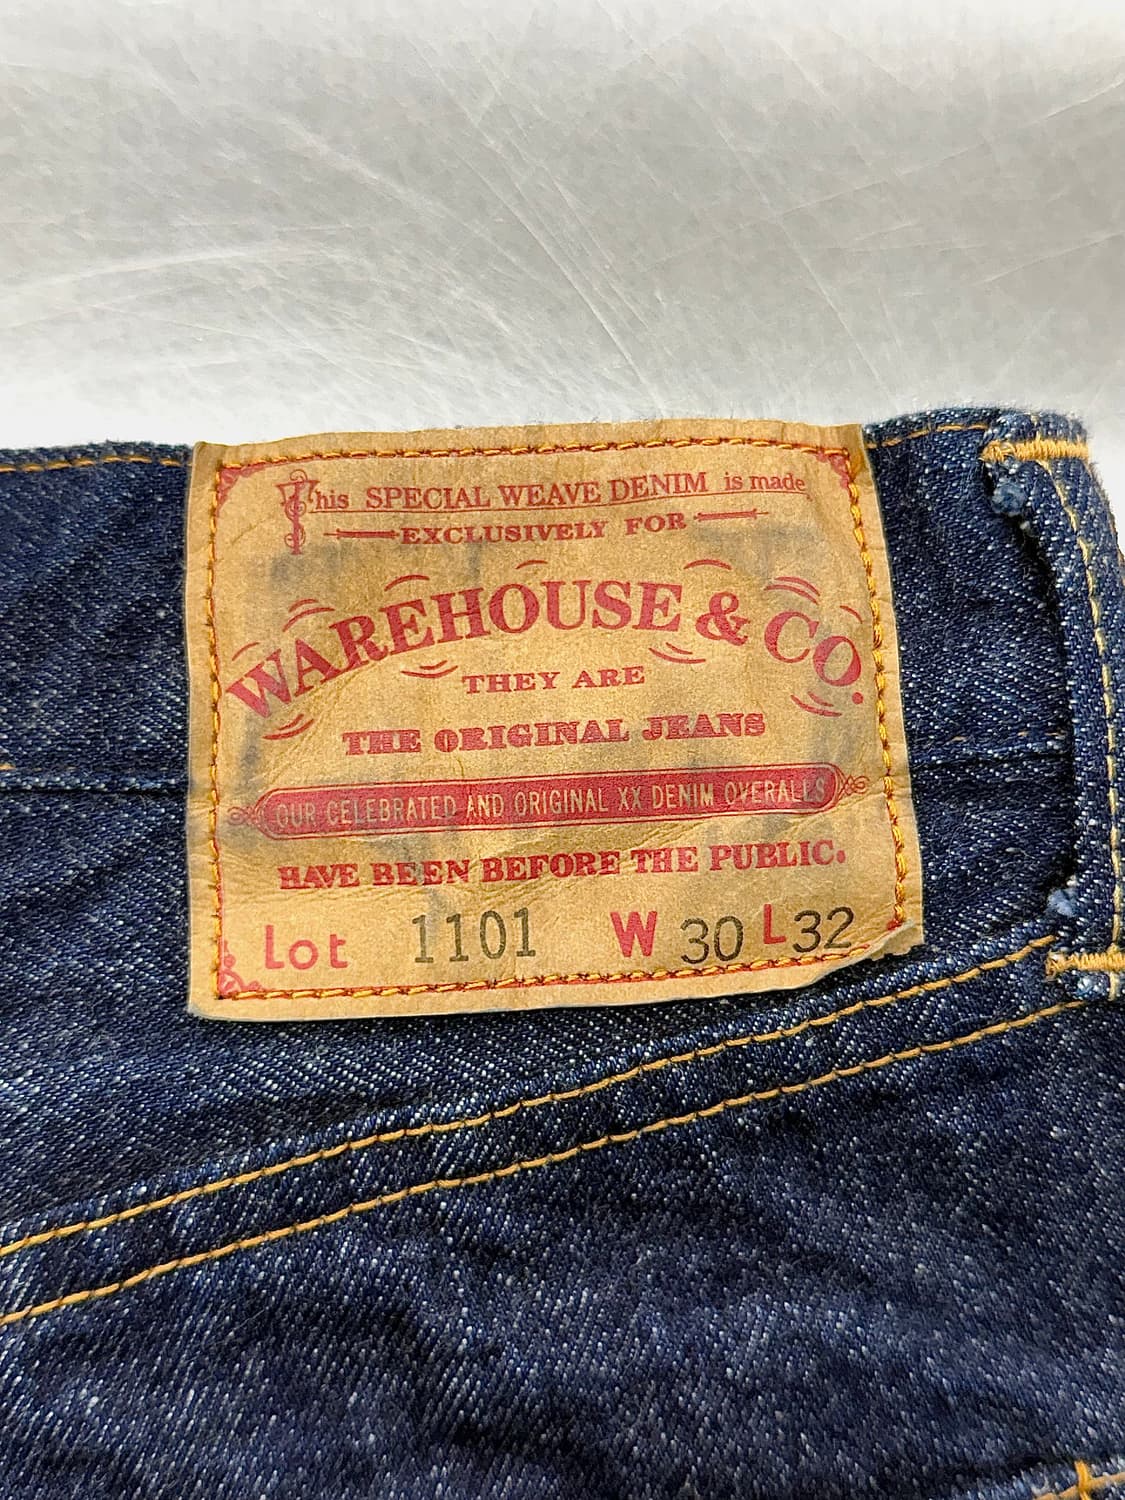 This SPECIAL WEAVE DENIM is made
EXCLUSIVELY FOR
WAREHOUSE & CO.
THEY ARE
THE ORIGINAL JEANS
OUR CELEBRATED AND ORIGINAL XX DENIM OVERALLS
HAVE BEEN BEFORE THE PUBLIC.
Lot 1101 W 30 L32